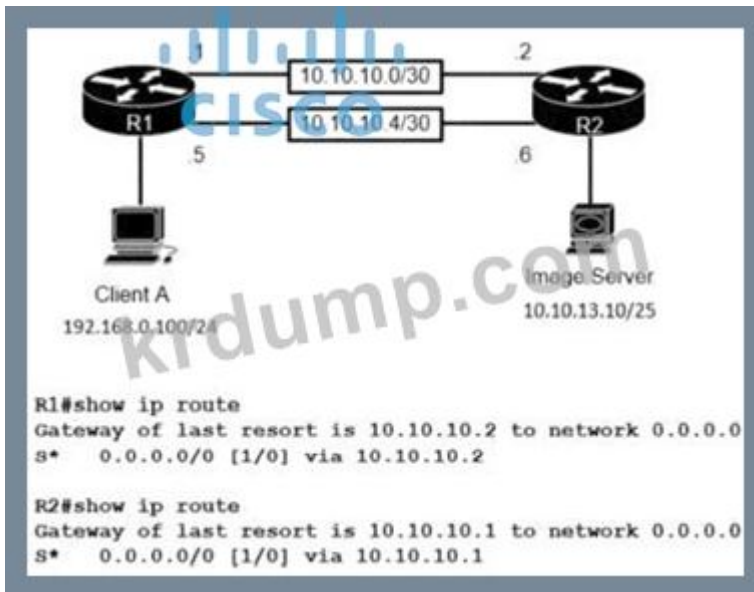 .1
.2
10.10.10.0/30
CISCO
R1
R2
10.10.10.4/30
.5
.6
Client A
192.168.0.100/24
Image Server
10.10.13.10/25
krdump.com
R1#show ip route
Gateway of last resort is 10.10.10.2 to network 0.0.0.0
S* 0.0.0.0/0 [1/0] via 10.10.10.2
R2#show ip route
Gateway of last resort is 10.10.10.1 to network 0.0.0.0
S* 0.0.0.0/0 [1/0] via 10.10.10.1